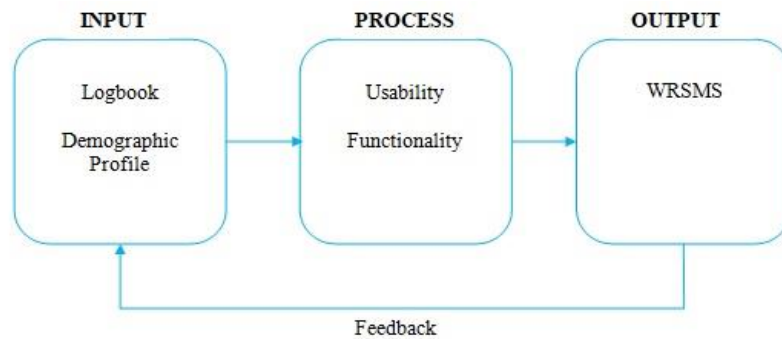 INPUT
PROCESS
OUTPUT
Logbook
Demographic
Profile
Usability
Functionality
WRSMS
Feedback